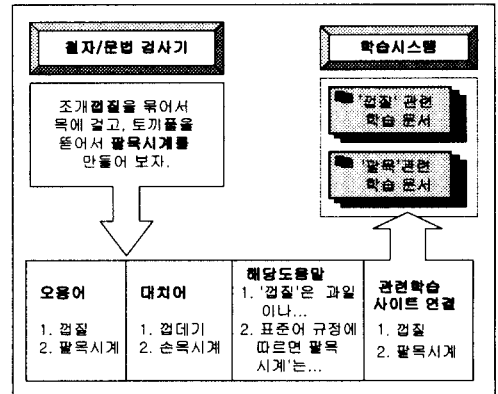 철자/문법 검사기
조개껍질을 묶어서
목에 걸고, 토끼풀을
뜯어서 팔목시계를
만들어 보자.
학습시스템
'껍질' 관련
학습 문서
'팔목'관련
학습 문서
오용어
1. 껍질
2. 팔목시계
대치어
1. 껍데기
2. 손목시계
해당도움말
1. '껍질'은 과일
이나...
2. 표준어 규정에
따르면 팔목
시계'는...
관련학습
사이트 연결
1. 껍질
2. 팔목시계